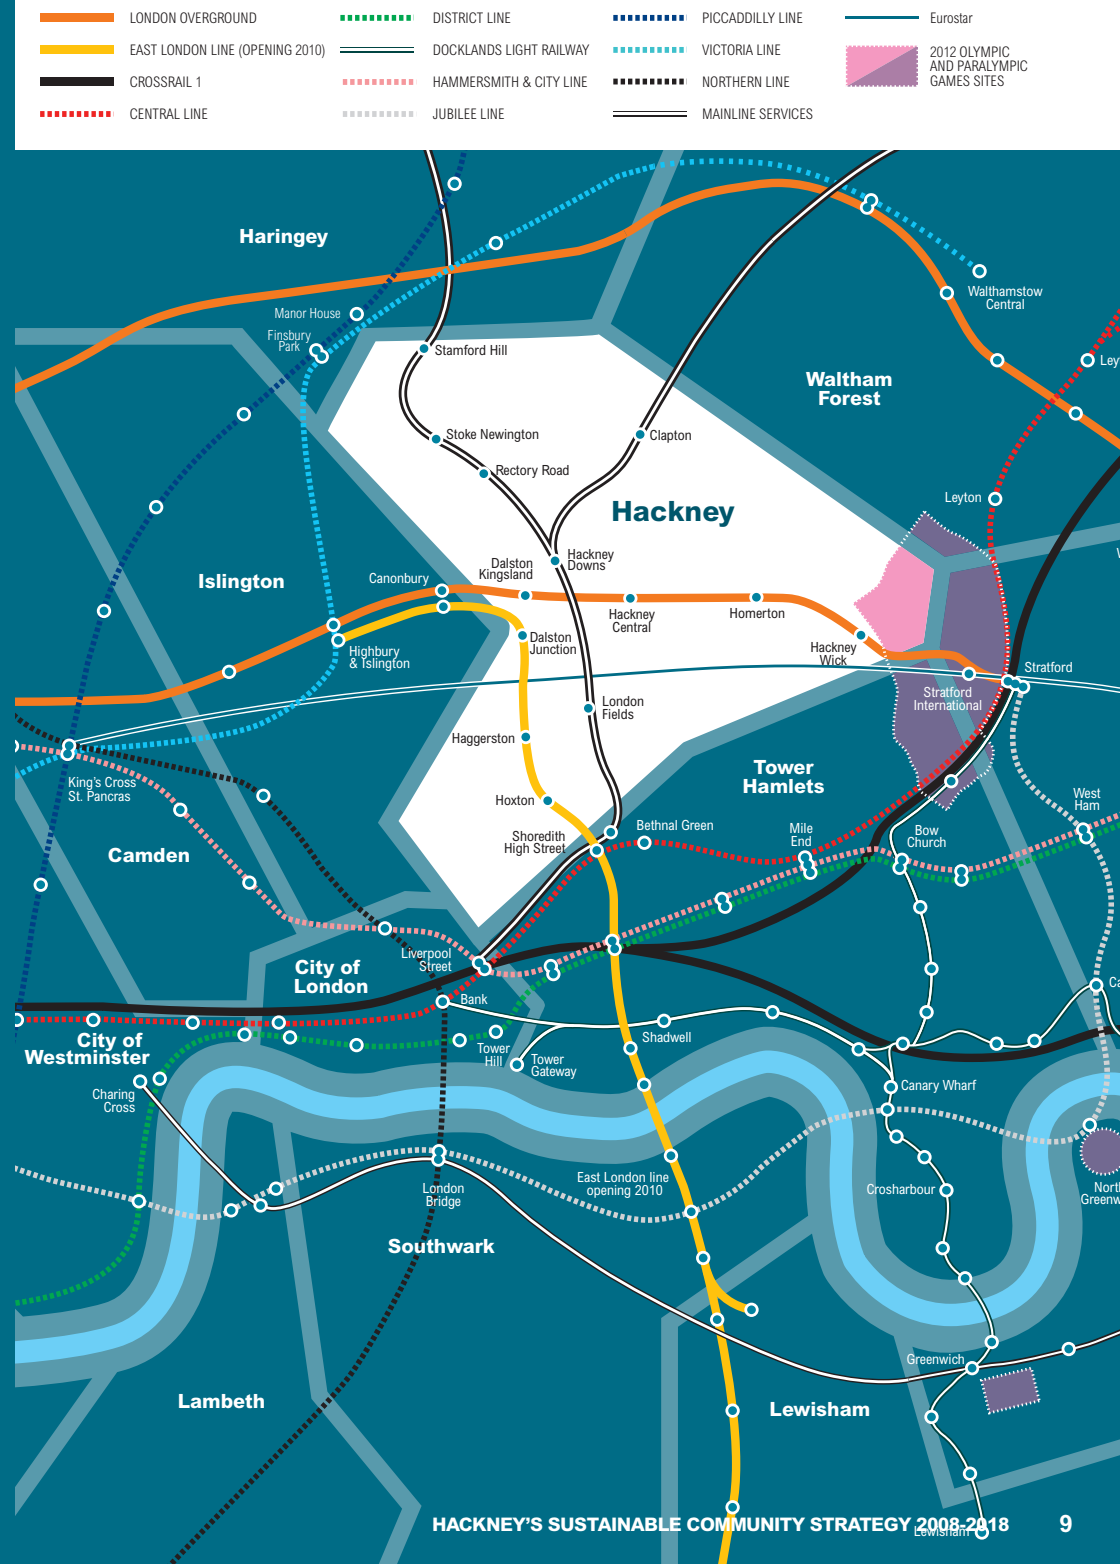 LONDON OVERGROUND
EAST LONDON LINE (OPENING 2010)
CROSSRAIL 1
CENTRAL LINE
DISTRICT LINE
DOCKLANDS LIGHT RAILWAY
HAMMERSMITH & CITY LINE
JUBILEE LINE
PICCADILLY LINE
VICTORIA LINE
NORTHERN LINE
MAINLINE SERVICES
Eurostar
2012 OLYMPIC
AND PARALYMPIC
GAMES SITES
Haringey
Walthamstow
Central
Manor House
Finsbury
Park
Stamford Hill
Ley
Waltham
Forest
Stoke Newington
Clapton
Rectory Road
Leyton
Hackney
Hackney
Downs
Dalston
Kingsland
Islington
Canonbury
Hackney
Central
Homerton
Dalston
Junction
Highbury
& Islington
Hackney
Wick
Stratford
Stratford
International
London
Fields
Haggerston
King's Cross
St. Pancras
Tower
Hamlets
West
Ham
Hoxton
Shoredith
High Street
Bethnal Green
Mile
End
Bow
Church
Camden
Liverpool
Street
City of
London
Ca
Bank
City of
Westminster
Tower
Hill
Tower
Gateway
Shadwell
Charing
Cross
Canary Wharf
London
Bridge
East London line
opening 2010
Crosharbour
North
Greenw
Southwark
Greenwich
Lambeth
Lewisham
HACKNEY'S SUSTAINABLE COMMUNITY STRATEGY 2008-2018
9
Lewisham